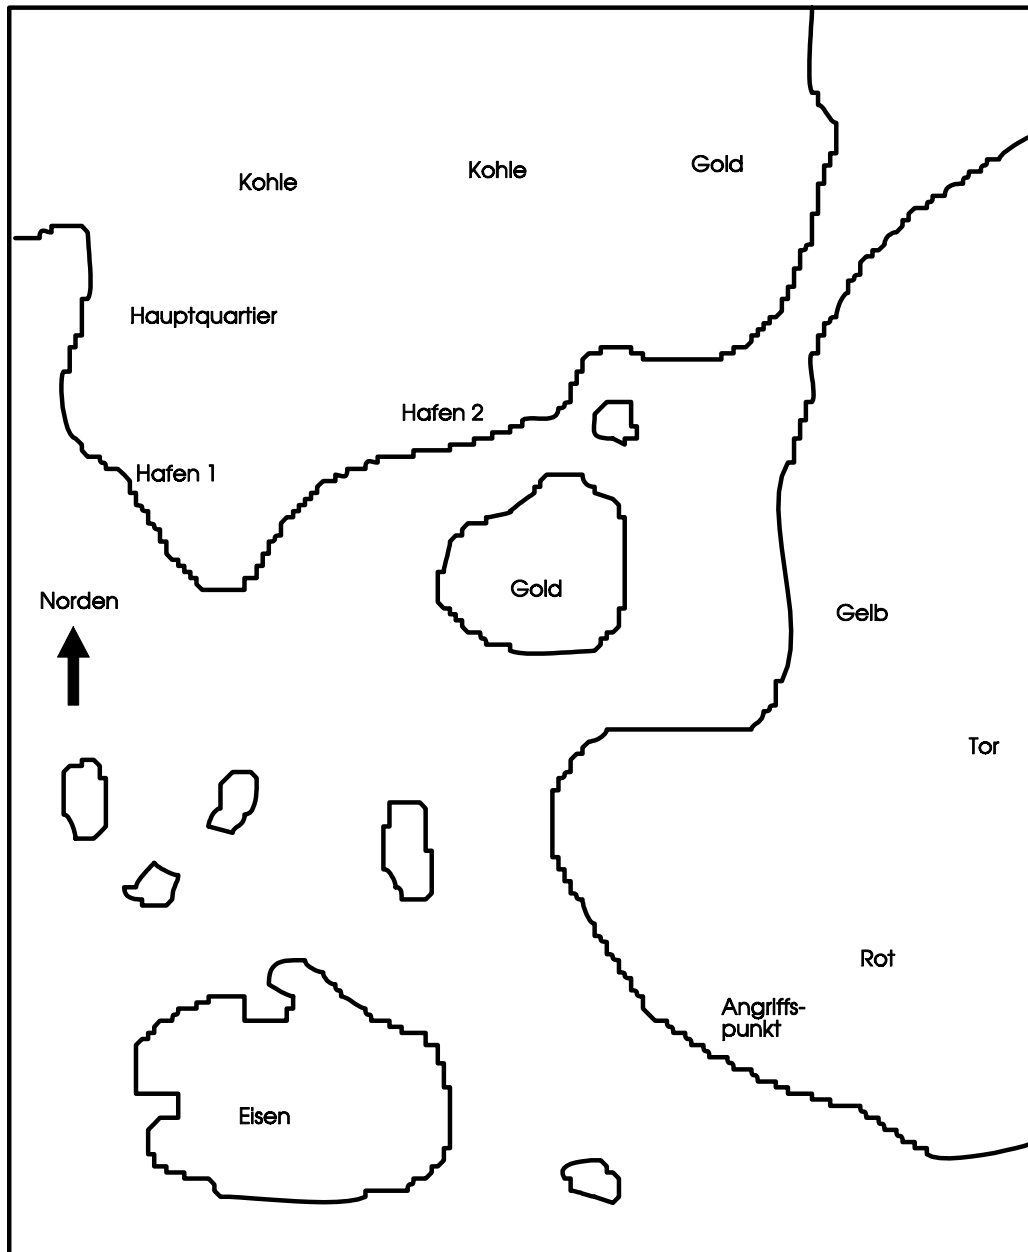 Gold
Kohle
Kohle
Hauptquartier
Hafen 2
Hafen 1
Gold
Norden
Gelb
Tor
Rot
Angriffs-
punkt
Eisen